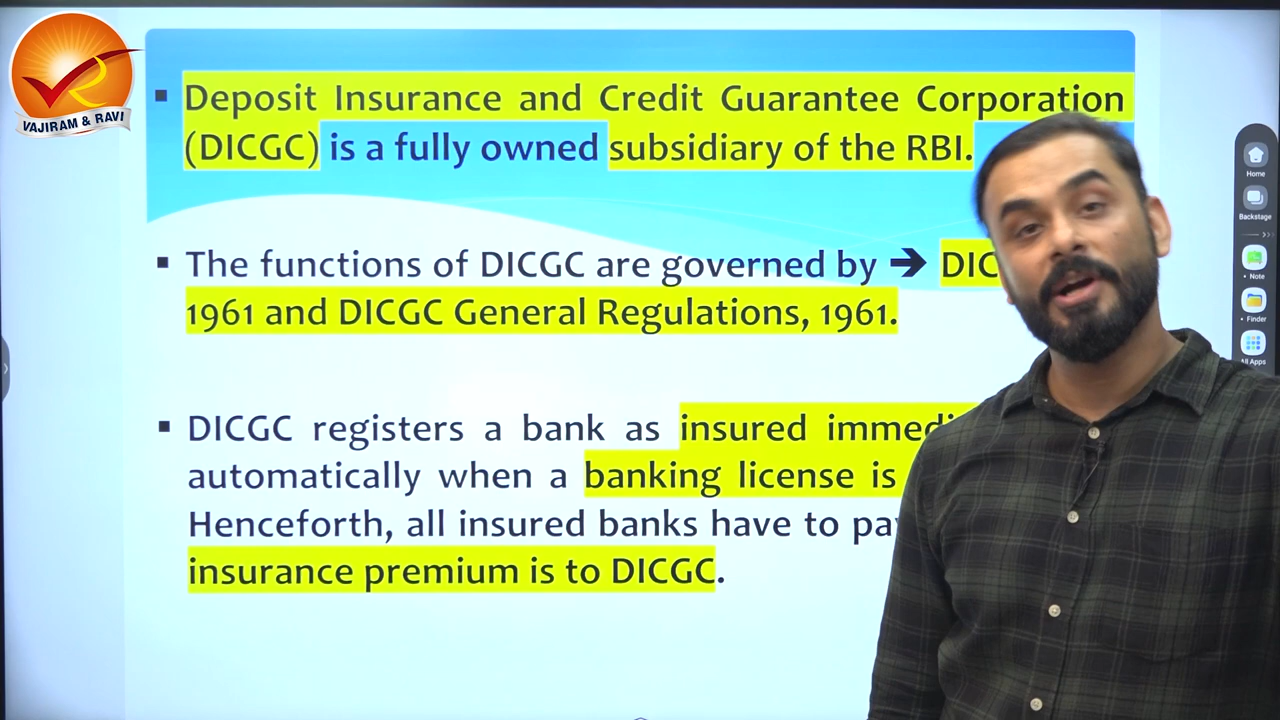 VAJIRAM & RAVI
▪ Deposit Insurance and Credit Guarantee Corporation
(DICGC) is a fully owned subsidiary of the RBI.
▪ The functions of DICGC are governed by ➔ DIC
1961 and DICGC General Regulations, 1961.
▪ DICGC registers a bank as insured immed
automatically when a banking license is
Henceforth, all insured banks have to pa
insurance premium is to DICGC.
Home
Backstage
Note
Finder
All Apps